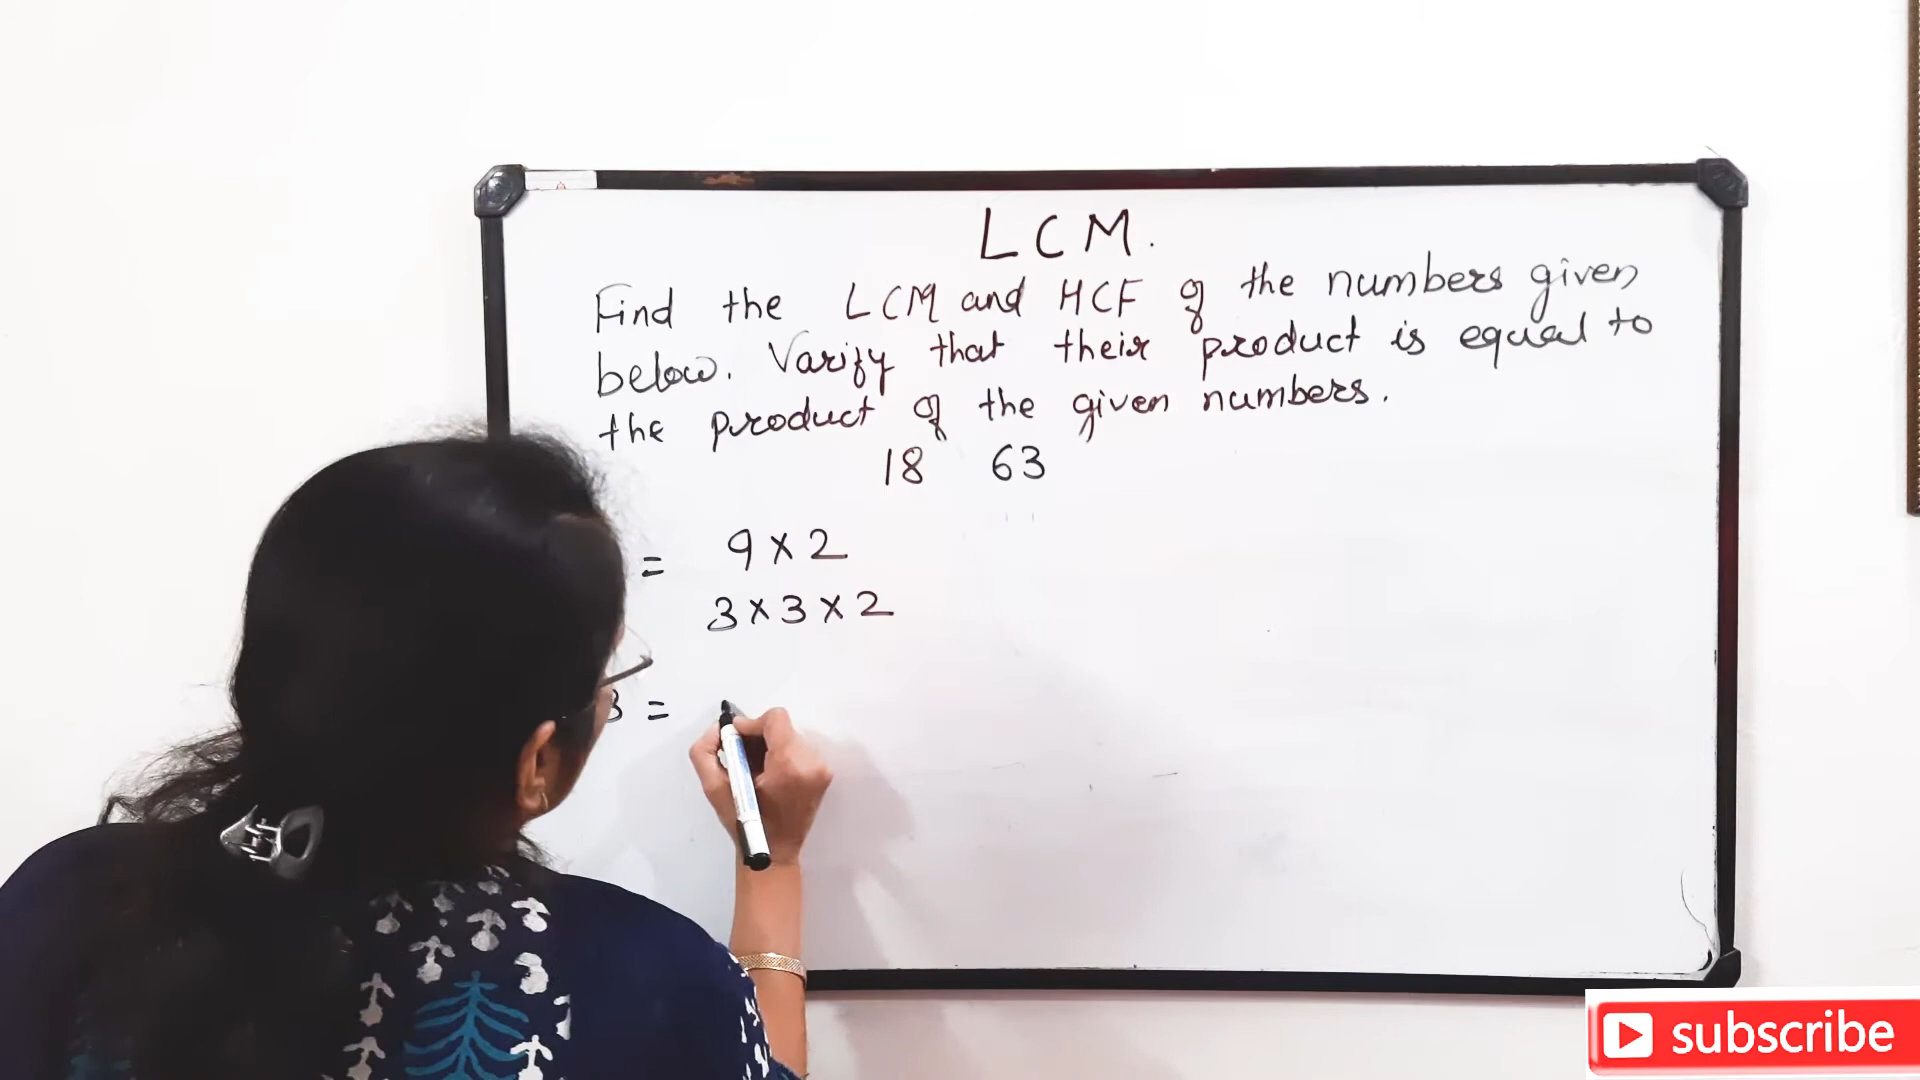 LCM.
Find the LCM and HCF of the numbers given
below. Varify that their product is equal to
the product of the given numbers.
18 63
= 9 × 2
3 × 3 × 2
3 =
subscribe